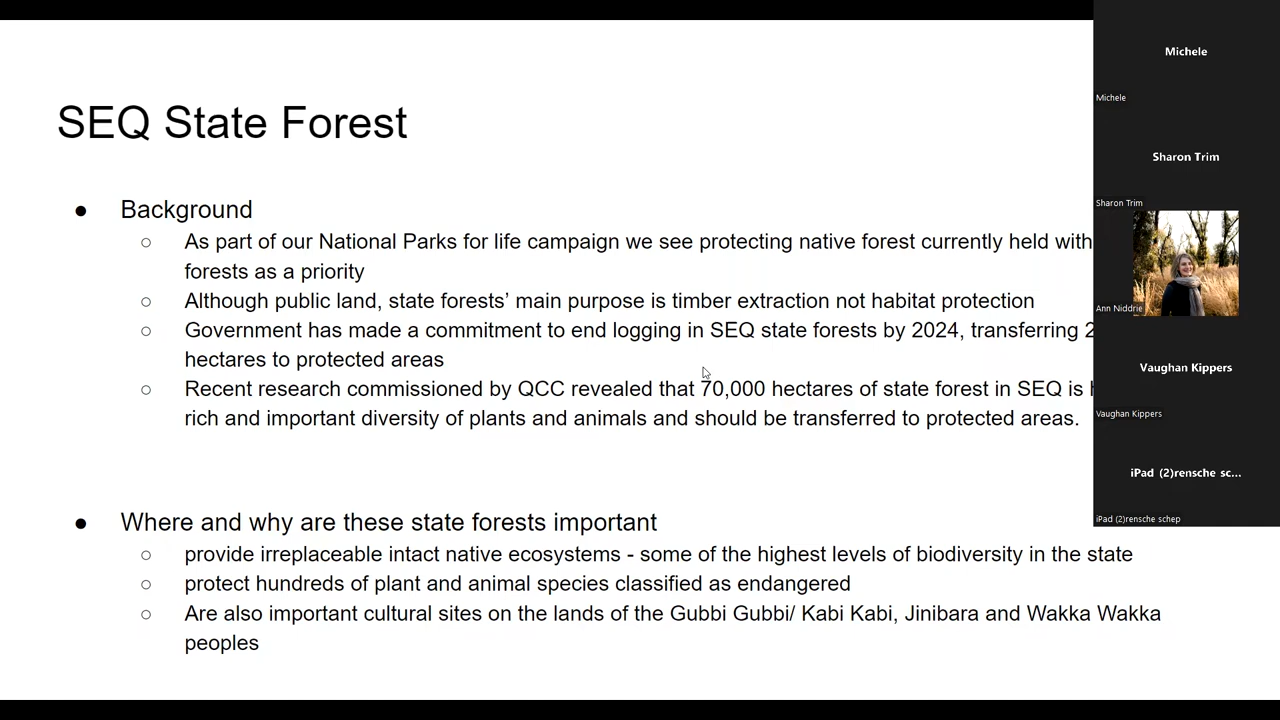 SEQ State Forest
● Background
○ As part of our National Parks for life campaign we see protecting native forest currently held with
forests as a priority
○ Although public land, state forests' main purpose is timber extraction not habitat protection
○ Government has made a commitment to end logging in SEQ state forests by 2024, transferring
hectares to protected areas
○ Recent research commissioned by QCC revealed that 70,000 hectares of state forest in SEQ is
rich and important diversity of plants and animals and should be transferred to protected areas.
● Where and why are these state forests important
○ provide irreplaceable intact native ecosystems - some of the highest levels of biodiversity in the state
○ protect hundreds of plant and animal species classified as endangered
○ Are also important cultural sites on the lands of the Gubbi Gubbi/ Kabi Kabi, Jinibara and Wakka Wakka
peoples
Michele
Michele
Sharon Trim
Sharon Trim
Ann Niddrie
Vaughan Kippers
Vaughan Kippers
iPad (2)rensche sc...
iPad (2)rensche schep